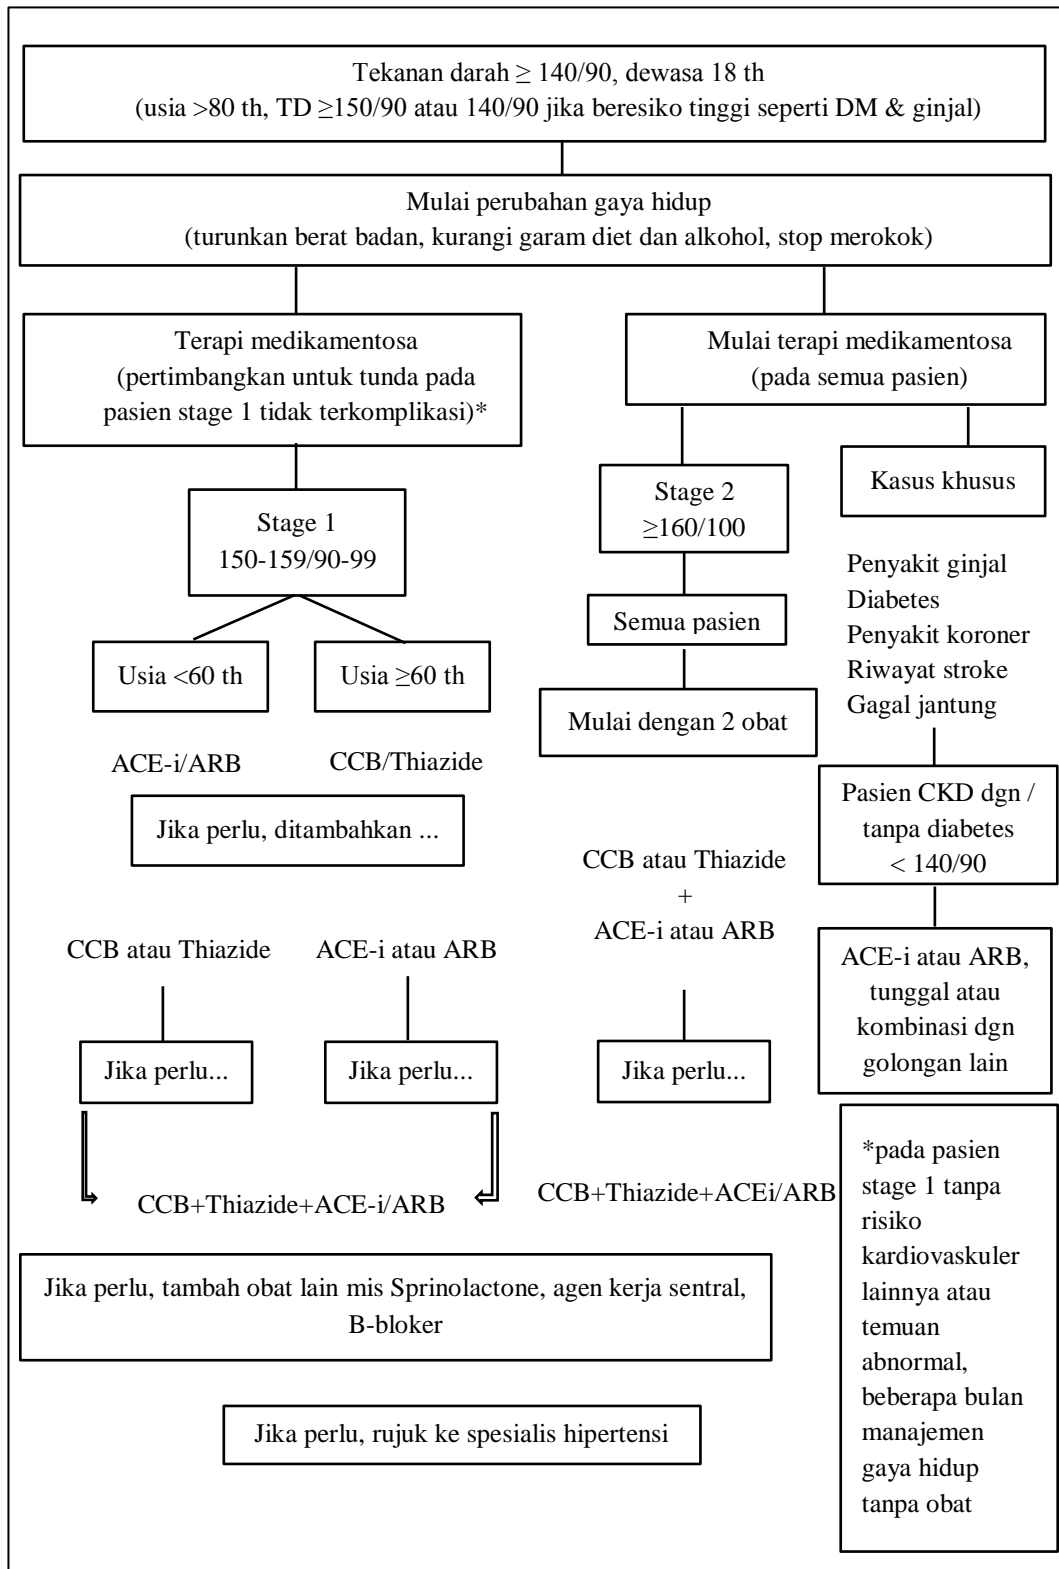 Tekanan darah ≥ 140/90, dewasa 18 th
(usia >80 th, TD ≥150/90 atau 140/90 jika beresiko tinggi seperti DM & ginjal)
Mulai perubahan gaya hidup
(turunkan berat badan, kurangi garam diet dan alkohol, stop merokok)
Terapi medikamentosa
(pertimbangkan untuk tunda pada
pasien stage 1 tidak terkomplikasi)*
Mulai terapi medikamentosa
(pada semua pasien)
Stage 1
150-159/90-99
Stage 2
≥160/100
Kasus khusus
Usia <60 th
Usia ≥60 th
Semua pasien
Penyakit ginjal
Diabetes
Penyakit koroner
Riwayat stroke
Gagal jantung
Mulai dengan 2 obat
ACE-i/ARB
CCB/Thiazide
Jika perlu, ditambahkan ...
Pasien CKD dgn /
tanpa diabetes
< 140/90
CCB atau Thiazide
+
ACE-i atau ARB
CCB atau Thiazide
ACE-i atau ARB
ACE-i atau ARB,
tunggal atau
kombinasi dgn
golongan lain
Jika perlu...
Jika perlu...
Jika perlu...
CCB+Thiazide+ACE-i/ARB
CCB+Thiazide+ACEi/ARB
*pada pasien
stage 1 tanpa
risiko
kardiovaskuler
lainnya atau
temuan
abnormal,
beberapa bulan
manajemen
gaya hidup
tanpa obat
Jika perlu, tambah obat lain mis Sprinolactone, agen kerja sentral,
B-bloker
Jika perlu, rujuk ke spesialis hipertensi